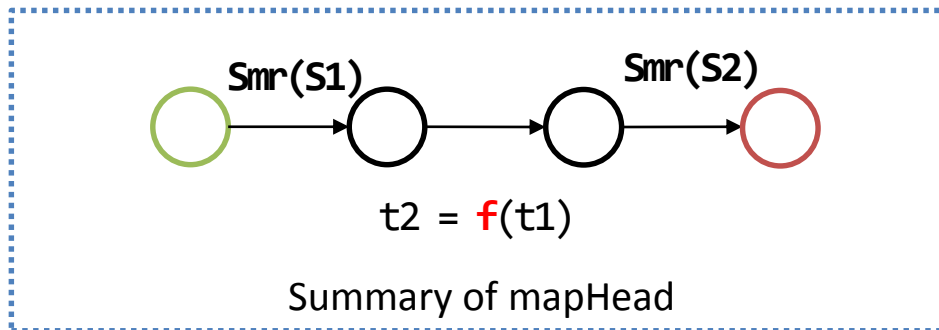 Smr(S1)
Smr(S2)
t2 = f(t1)
Summary of mapHead